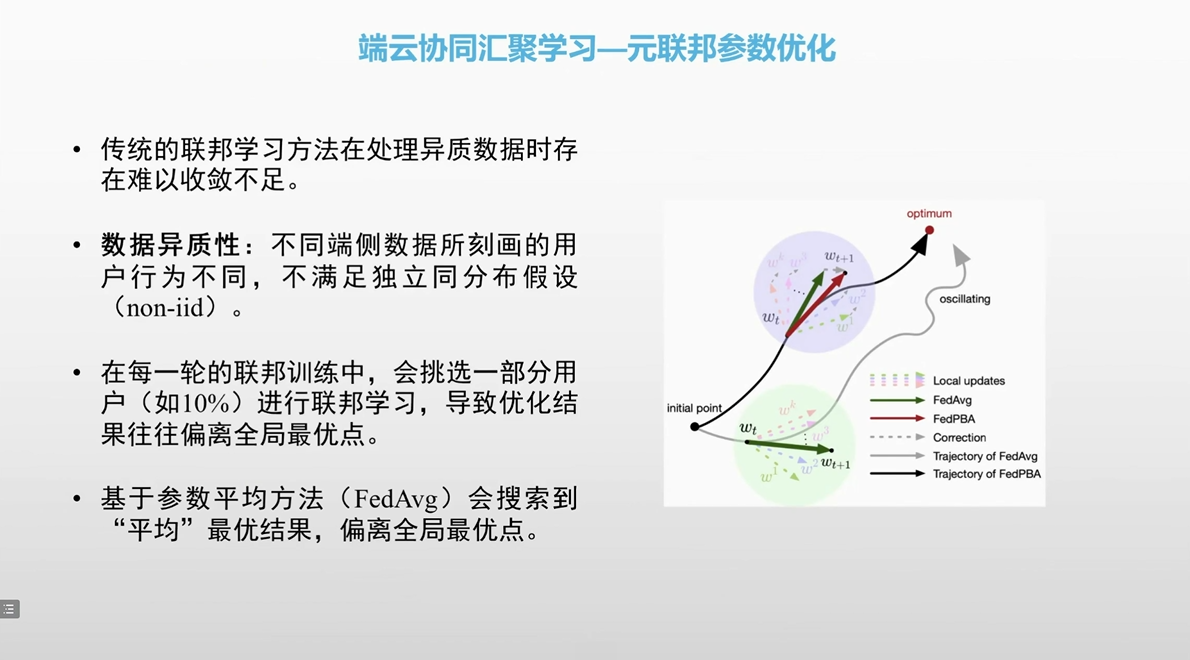 端云协同汇聚学习—元联邦参数优化
• 传统的联邦学习方法在处理异质数据时存
在难以收敛不足。
• 数据异质性：不同端侧数据所刻画的用
户行为不同，不满足独立同分布假设
（non-iid）。
• 在每一轮的联邦训练中，会挑选一部分用
户（如10%）进行联邦学习，导致优化结
果往往偏离全局最优点。
• 基于参数平均方法（FedAvg）会搜索到
“平均”最优结果，偏离全局最优点。
optimum
w^k w^3 w_{t+1}
w^2
w_t w^1
oscillating
initial point
w^k
w_t w^3
w^2 w_{t+1}
w^1
Local updates
FedAvg
FedPBA
Correction
Trajectory of FedAvg
Trajectory of FedPBA